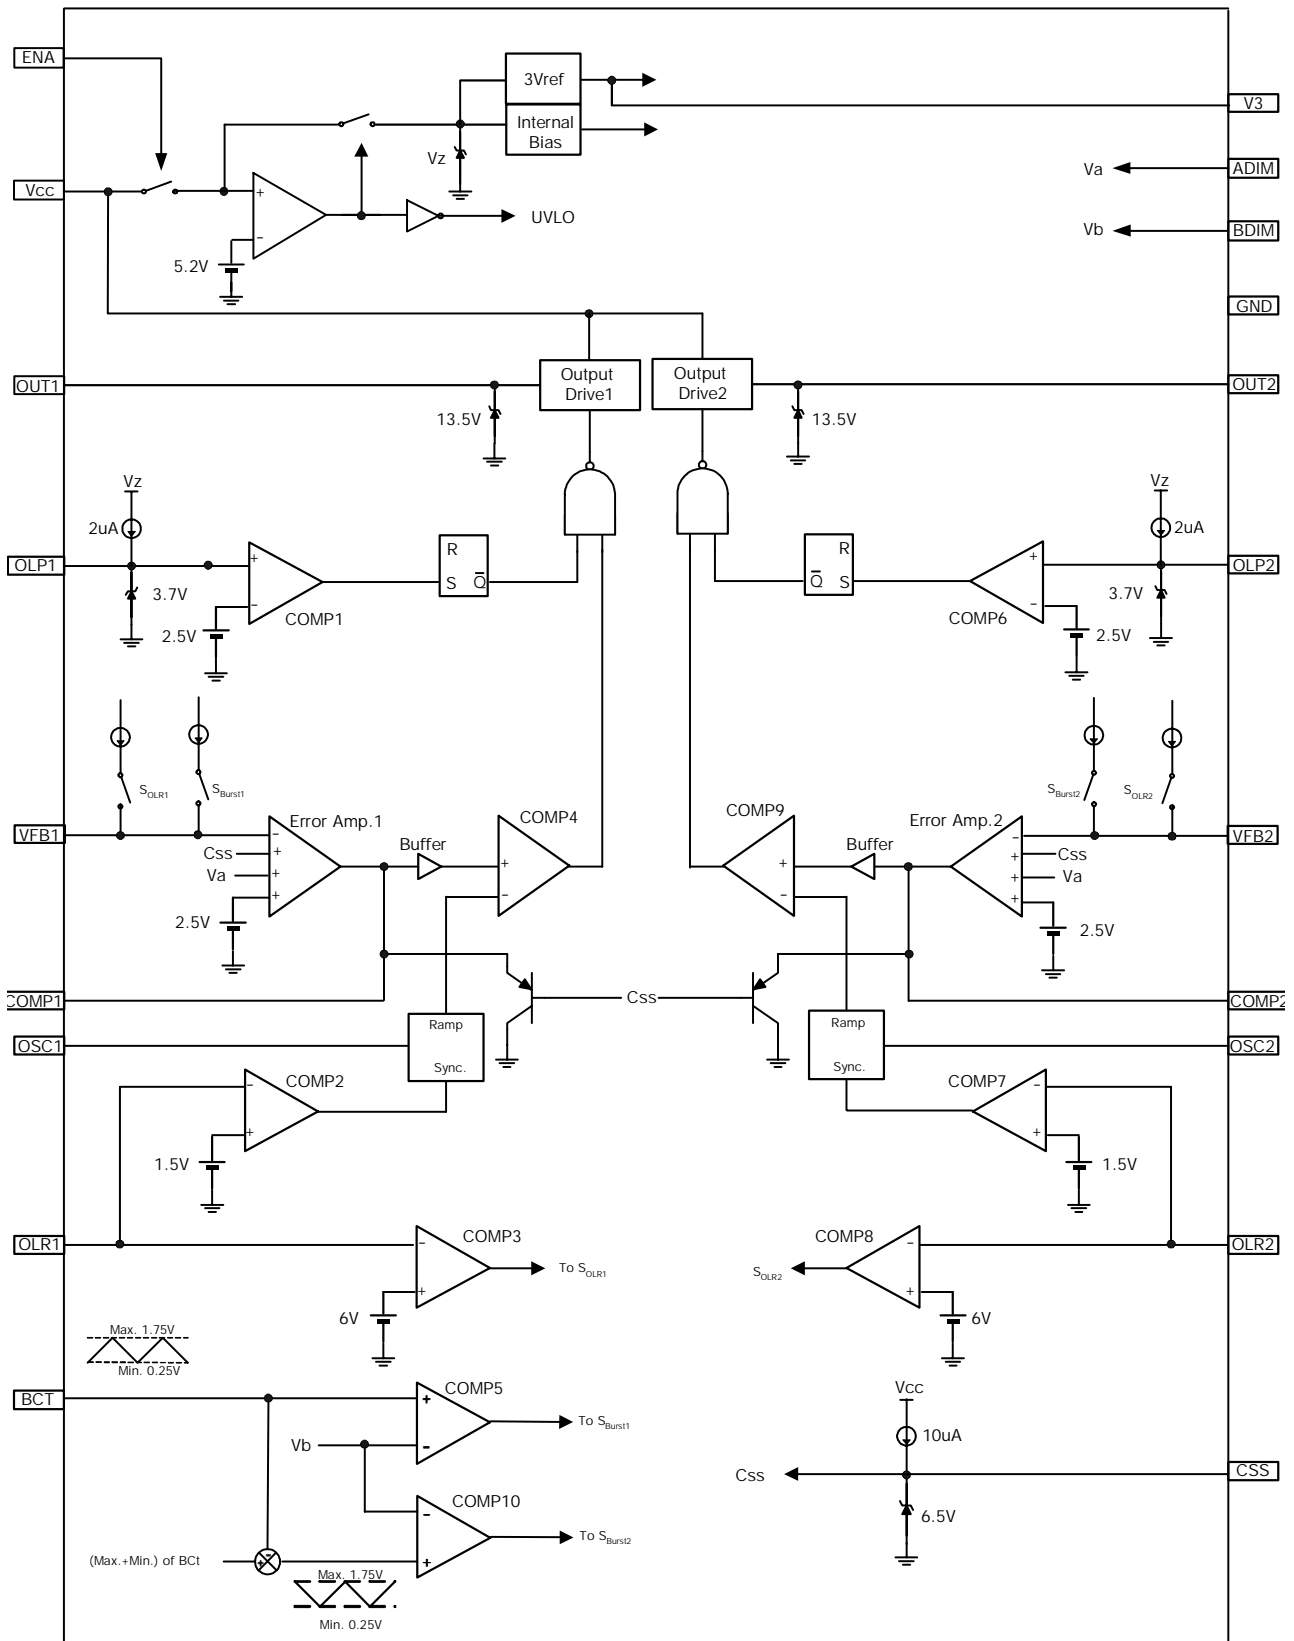 ENA
3Vref
V3
Internal
Bias
Vz
Va
ADIM
Vcc
+
UVLO
Vb
BDIM
−
5.2V
GND
OUT1
Output
Drive1
Output
Drive2
OUT2
13.5V
13.5V
Vz
Vz
2uA
2uA
OLP1
+
R
S Q̅
R
Q̅ S
+
OLP2
3.7V
−
COMP1
3.7V
−
COMP6
2.5V
2.5V
SOLR1
SBurst1
SBurst2
SOLR2
Error Amp.1
COMP4
COMP9
Error Amp.2
VFB1
−
Buffer
Buffer
−
VFB2
Css
+
+
Css
Va
+
+
+
+
Va
+
−
−
+
2.5V
2.5V
COMP1
Css
COMP2
OSC1
Ramp
Sync.
Ramp
Sync.
OSC2
COMP2
−
COMP7
−
+
+
1.5V
1.5V
OLR1
−
COMP3
COMP8
−
OLR2
To SOLR1
SOLR2
+
+
6V
6V
Max. 1.75V
Min. 0.25V
BCT
+
COMP5
Vcc
To SBurst1
Vb
−
10uA
Css
CSS
−
COMP10
6.5V
To SBurst2
(Max.+Min.) of BCt
+
−
+
Max. 1.75V
Min. 0.25V